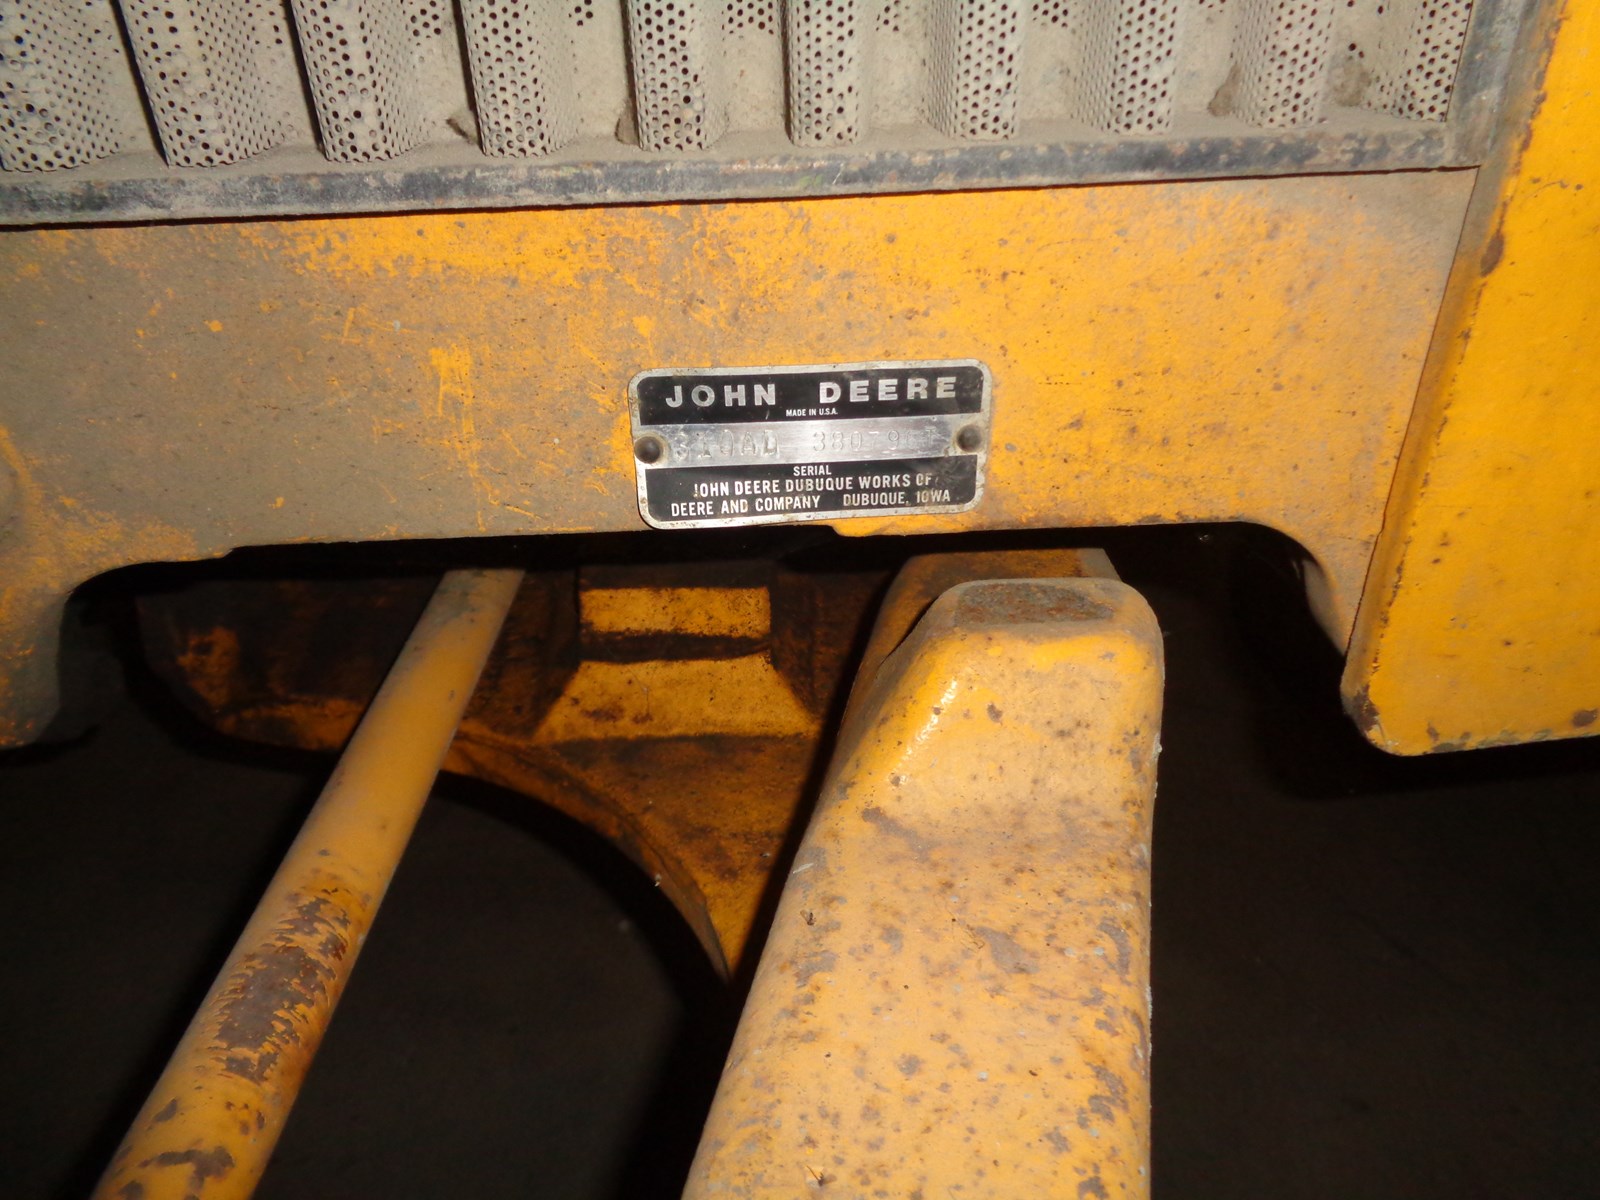 JOHN DEERE
MADE IN U.S.A.
SERIAL
JOHN DEERE DUBUQUE WORKS OF
DEERE AND COMPANY DUBUQUE, IOWA